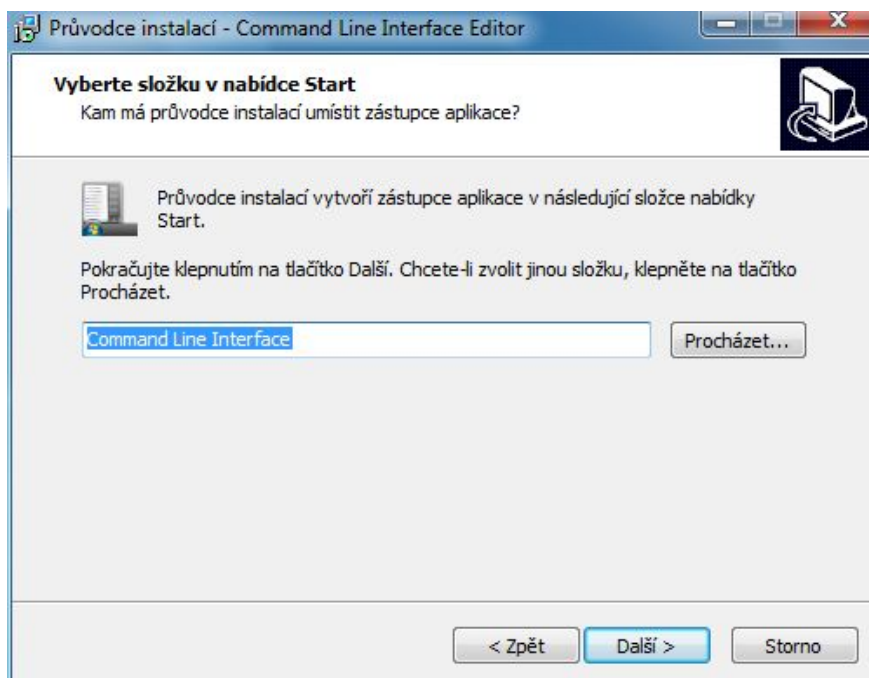 Průvodce instalací - Command Line Interface Editor
Vyberte složku v nabídce Start
Kam má průvodce instalací umístit zástupce aplikace?
Průvodce instalací vytvoří zástupce aplikace v následující složce nabídky
Start.
Pokračujte klepnutím na tlačítko Další. Chcete-li zvolit jinou složku, klepněte na tlačítko
Procházet.
Command Line Interface
Procházet...
< Zpět
Další >
Storno